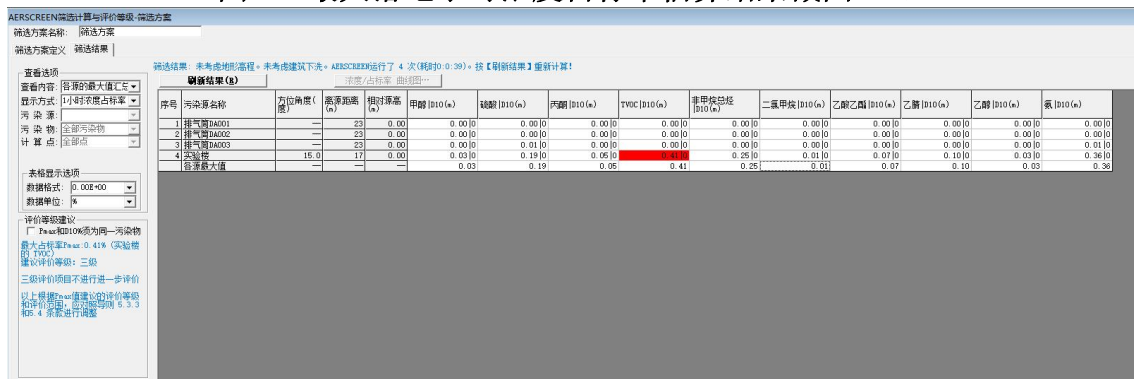 AERSCREEN筛选计算与评价等级-筛选方案
筛选方案名称: 筛选方案
筛选方案定义 筛选结果
查看选项
查看内容: 各源的最大值汇总
显示方式: 1小时浓度占标率
污 染 源:
污 染 物: 全部污染物
计 算 点: 全部点
表格显示选项
数据格式: 0.00E+00
数据单位: %
评价等级建议
Pmax和D10%须为同一污染物
最大占标率Pmax:0.41% (实验楼的 TVOC)
建议评价等级: 三级
三级评价项目不进行进一步评价
以上根据Pmax值建议的评价等级和评价范围,应对照导则 5.3.3和5.4 条款进行调整
筛选结果: 未考虑地形高程。未考虑建筑下洗。AERSCREEN运行了 4 次(耗时0:0:39)。按【刷新结果】重新计算!
刷新结果(R) 浓度/占标率 曲线图…
序号 污染源名称 方位角度(度) 离源距离(m) 相对源高(m) 甲醇|D10(m) 硫酸|D10(m) 丙酮|D10(m) TVOC|D10(m) 非甲烷总烃|D10(m) 二氯甲烷|D10(m) 乙酸乙酯|D10(m) 乙腈|D10(m) 乙醇|D10(m) 氨|D10(m)
1 排气筒DA001 — 23 0.00 0.00|0 0.00|0 0.00|0 0.00|0 0.00|0 0.00|0 0.00|0 0.00|0 0.00|0 0.00|0
2 排气筒DA002 — 23 0.00 0.00|0 0.00|0 0.00|0 0.00|0 0.00|0 0.00|0 0.00|0 0.00|0 0.00|0 0.00|0
3 排气筒DA003 — 23 0.00 0.00|0 0.01|0 0.00|0 0.00|0 0.00|0 0.00|0 0.00|0 0.00|0 0.00|0 0.01|0
4 实验楼 15.0 17 0.00 0.03|0 0.19|0 0.05|0 0.41|0 0.25|0 0.01|0 0.07|0 0.10|0 0.03|0 0.36|0
各源最大值 — — — 0.03 0.19 0.05 0.41 0.25 0.01 0.07 0.10 0.03 0.36